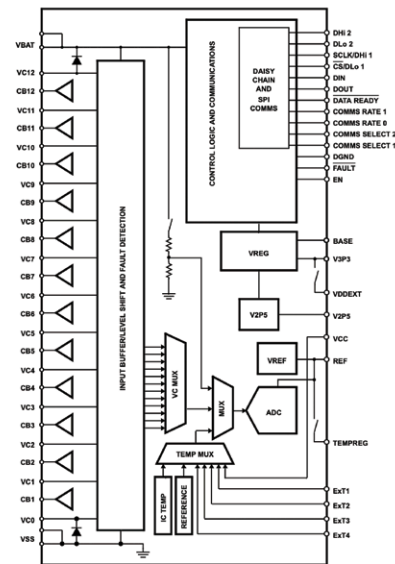 VBAT
VC12
CB12
VC11
CB11
VC10
CB10
VC9
CB9
VC8
CB8
VC7
CB7
VC6
CB6
VC5
CB5
VC4
CB4
VC3
CB3
VC2
CB2
VC1
CB1
VC0
VSS
INPUT BUFFER/LEVEL SHIFT AND FAULT DETECTION
CONTROL LOGIC AND COMMUNICATIONS
DAISY
CHAIN
AND
SPI
COMMS
VREG
V2P5
VREF
VC MUX
MUX
ADC
TEMP MUX
IC TEMP
REFERENCE
DHi 2
DLo 2
SCLK/DHi 1
CS/DLo 1
DIN
DOUT
DATA READY
COMMS RATE 1
COMMS RATE 0
COMMS SELECT 2
COMMS SELECT 1
DGND
FAULT
EN
BASE
V3P3
VDDEXT
V2P5
VCC
REF
TEMPREG
ExT1
ExT2
ExT3
ExT4